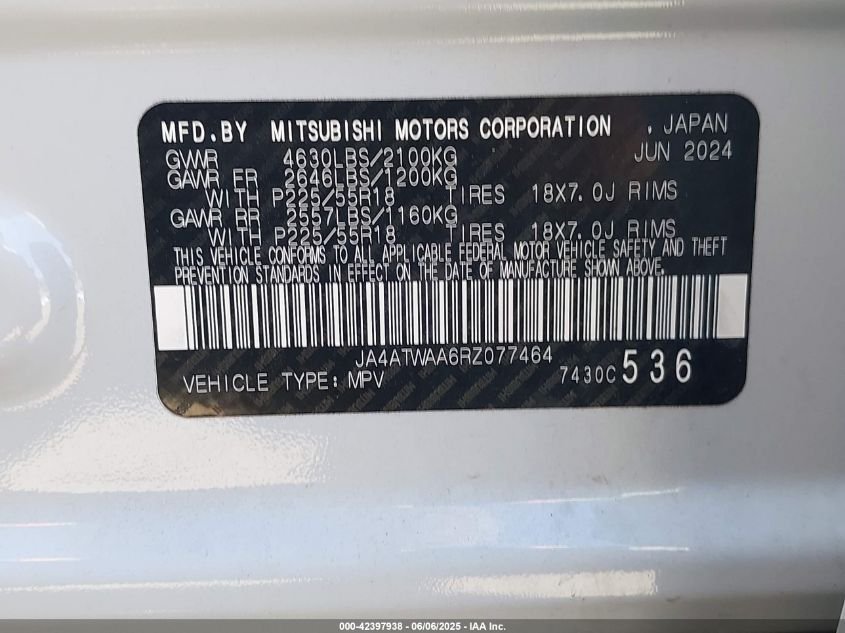 MFD.BY MITSUBISHI MOTORS CORPORATION , JAPAN
GVWR 4630LBS/2100KG JUN 2024
GAWR FR 2646LBS/1200KG
WITH P225/55R18 TIRES 18X7.0J RIMS
GAWR RR 2557LBS/1160KG
WITH P225/55R18 TIRES 18X7.0J RIMS
THIS VEHICLE CONFORMS TO ALL APPLICABLE FEDERAL MOTOR VEHICLE SAFETY AND THEFT
PREVENTION STANDARDS IN EFFECT ON THE DATE OF MANUFACTURE SHOWN ABOVE.
JA4ATWAA6RZ077464
VEHICLE TYPE: MPV 7430C 536
000-42397938 - 06/06/2025 - IAA Inc.